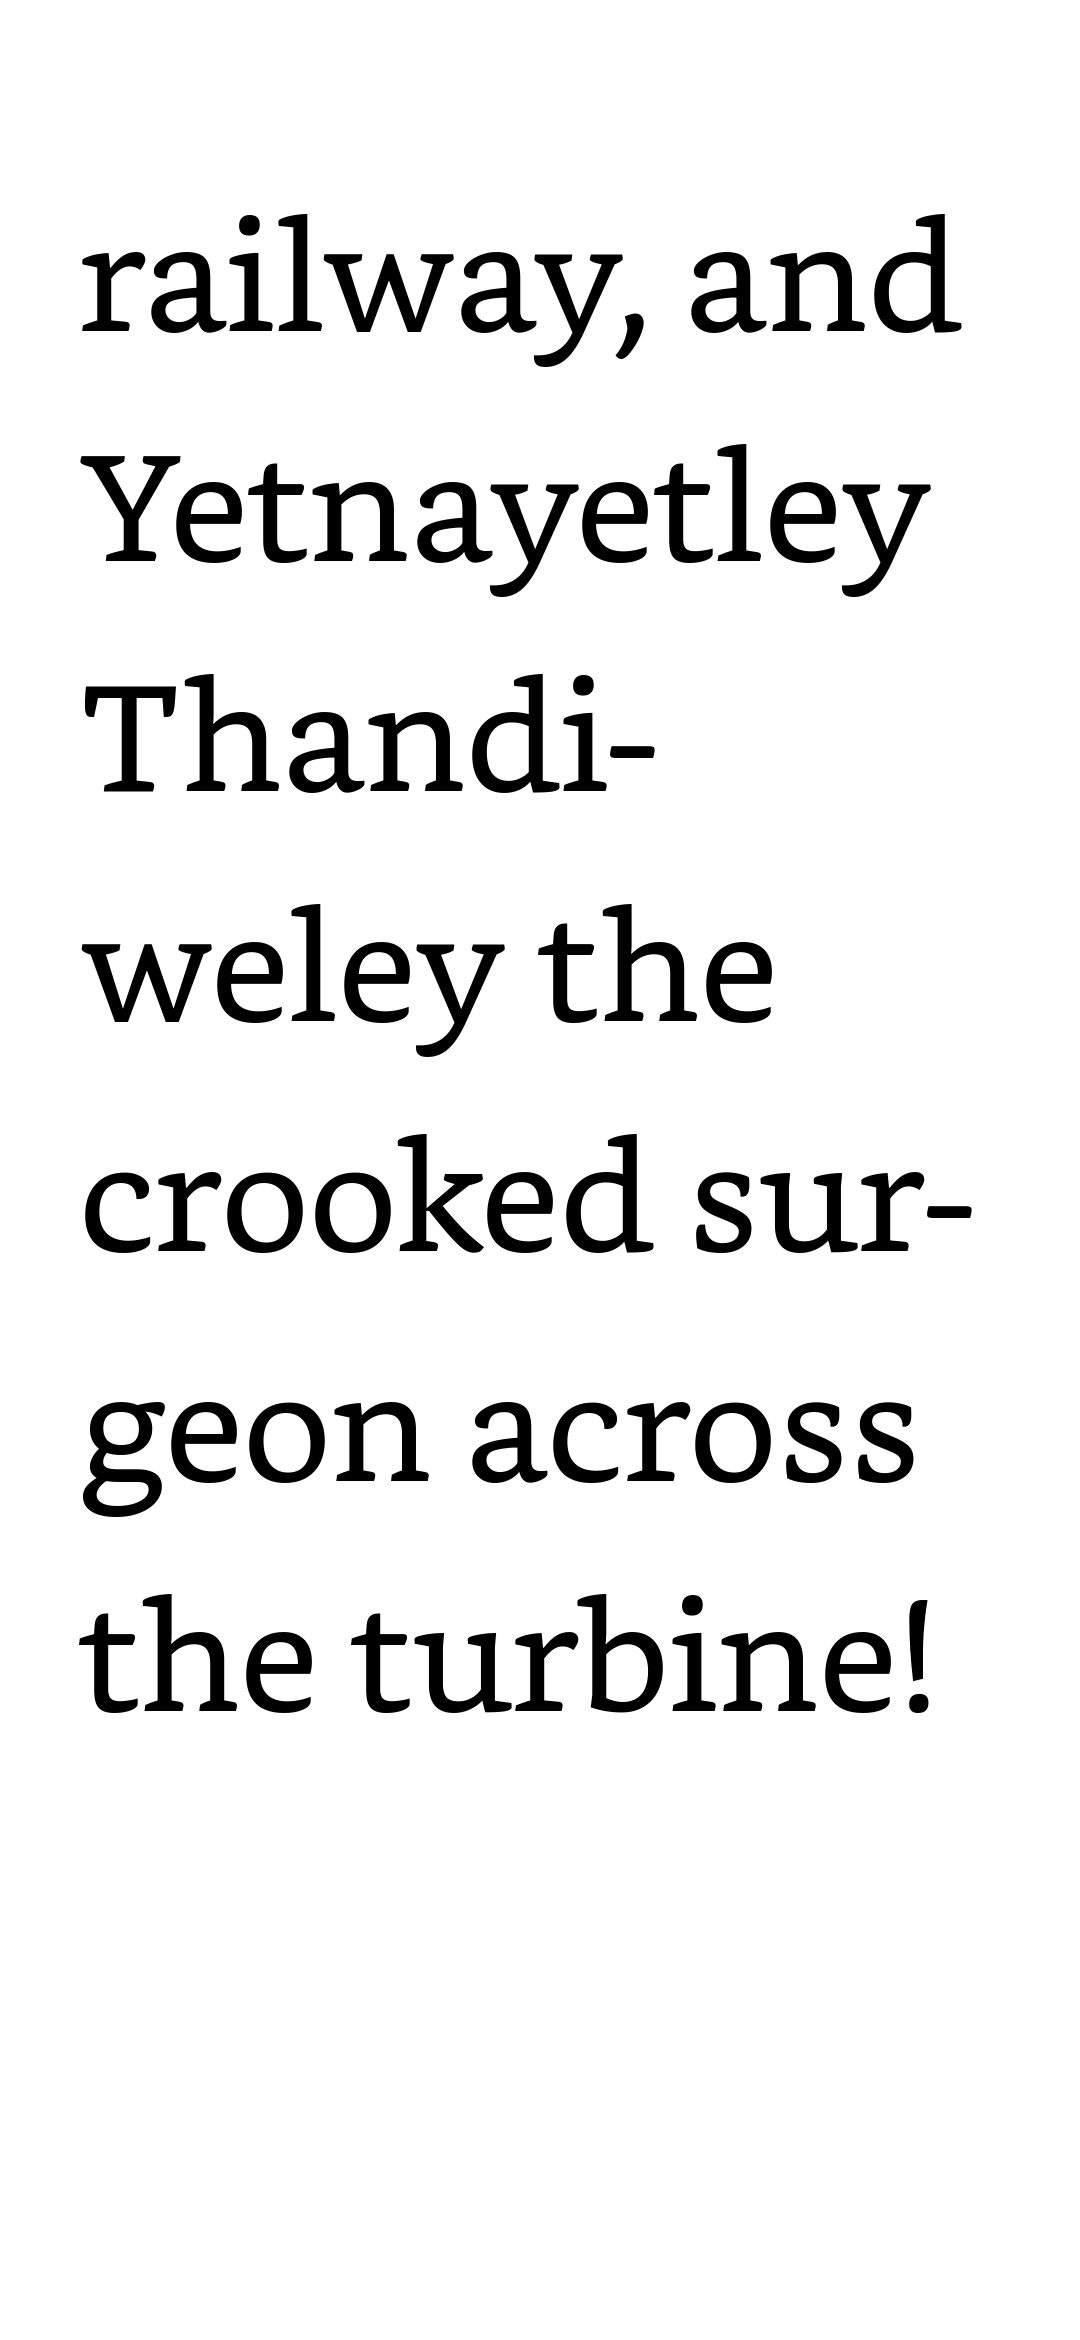 railway, and
Yetnayetley
Thandi-
weley the
crooked sur-
geon across
the turbine!